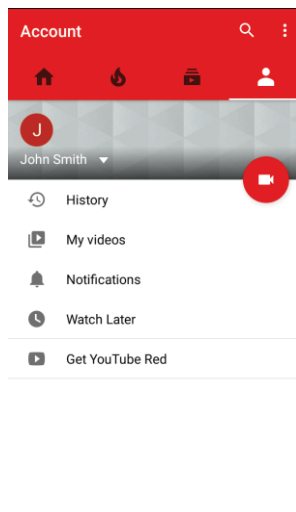 Account
J
John Smith
History
My videos
Notifications
Watch Later
Get YouTube Red